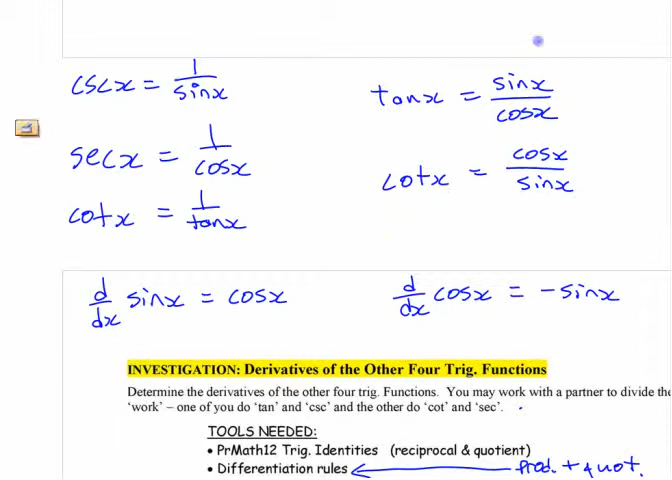 cscx = 1/sinx
tanx = sinx/cosx
secx = 1/cosx
cotx = cosx/sinx
cotx = 1/tanx
d/dx sinx = cosx
d/dx cosx = -sinx
INVESTIGATION: Derivatives of the Other Four Trig. Functions
Determine the derivatives of the other four trig. Functions. You may work with a partner to divide the
‘work’ – one of you do ‘tan’ and ‘csc’ and the other do ‘cot’ and ‘sec’.
TOOLS NEEDED:
• PrMath12 Trig. Identities (reciprocal & quotient)
• Differentiation rules ← prod. + quot.